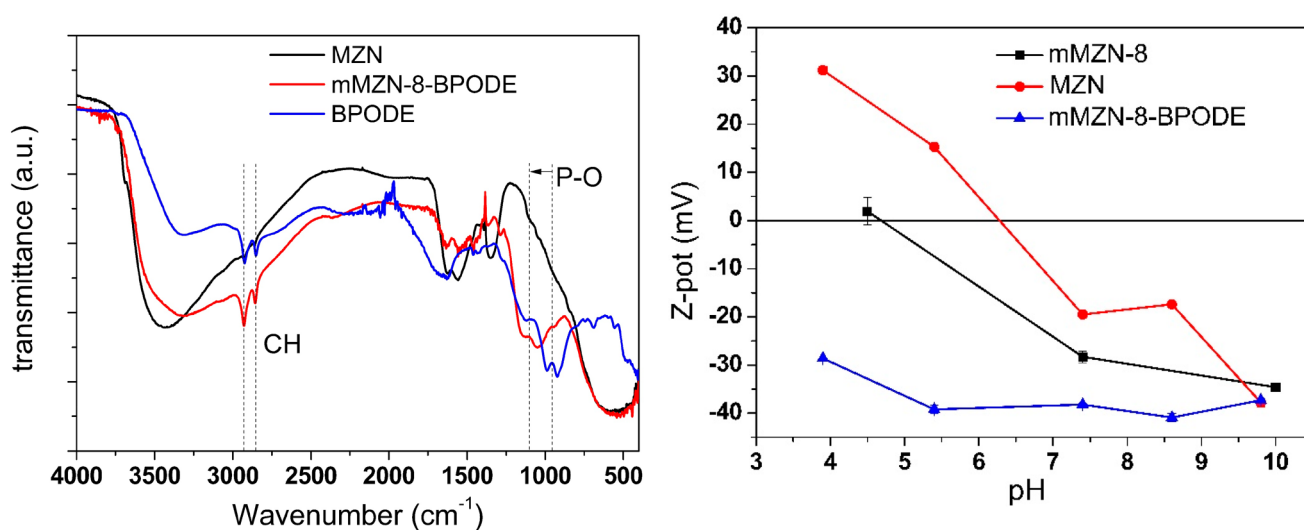 MZN
mMZN-8-BPODE
BPODE
P-O
CH
transmittance (a.u.)
4000 3500 3000 2500 2000 1500 1000 500
Wavenumber (cm⁻¹)
mMZN-8
MZN
mMZN-8-BPODE
Z-pot (mV)
40
30
20
10
0
-10
-20
-30
-40
3 4 5 6 7 8 9 10
pH